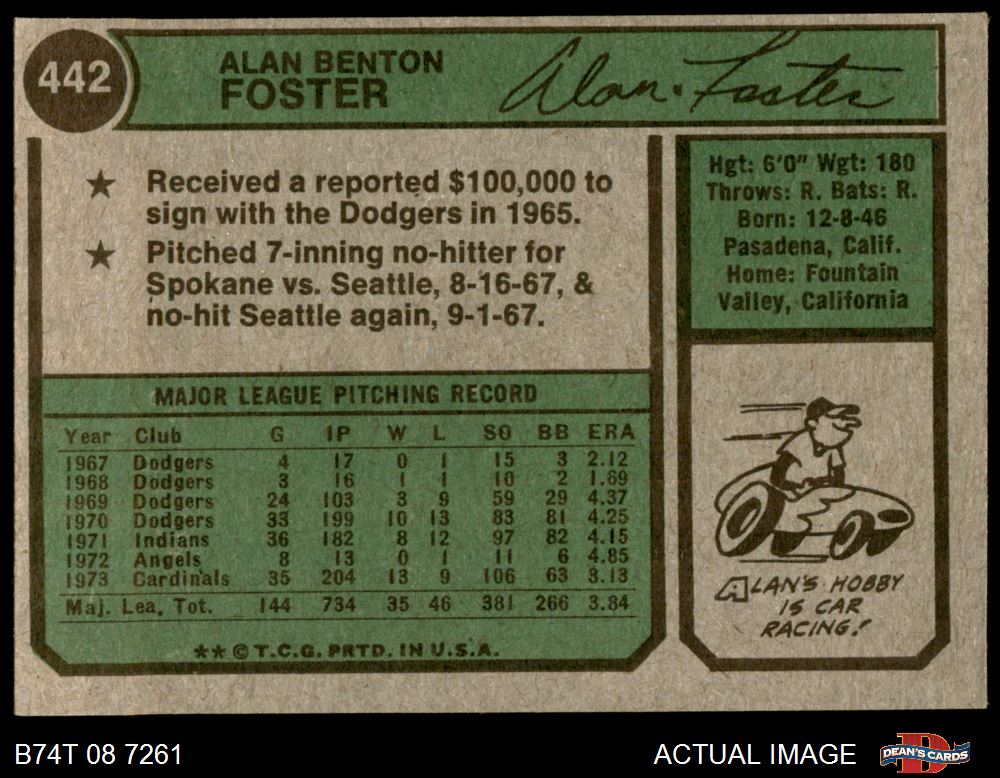 442
ALAN BENTON
FOSTER
Alan Foster
★ Received a reported $100,000 to
sign with the Dodgers in 1965.
★ Pitched 7-inning no-hitter for
Spokane vs. Seattle, 8-16-67, &
no-hit Seattle again, 9-1-67.
Hgt: 6'0" Wgt: 180
Throws: R. Bats: R.
Born: 12-8-46
Pasadena, Calif.
Home: Fountain
Valley, California
MAJOR LEAGUE PITCHING RECORD
Year Club G IP W L SO BB ERA
1967 Dodgers 4 17 0 1 15 3 2.12
1968 Dodgers 3 16 1 1 10 2 1.69
1969 Dodgers 24 103 3 9 59 29 4.37
1970 Dodgers 33 199 10 13 83 81 4.25
1971 Indians 36 182 8 12 97 82 4.15
1972 Angels 8 13 0 1 11 6 4.85
1973 Cardinals 35 204 13 9 106 63 3.13
Maj. Lea. Tot. 144 734 35 46 381 266 3.84
** © T.C.G. PRTD. IN U.S.A.
ALAN'S HOBBY
IS CAR
RACING!
B74T 08 7261
ACTUAL IMAGE
DEAN'S CARDS